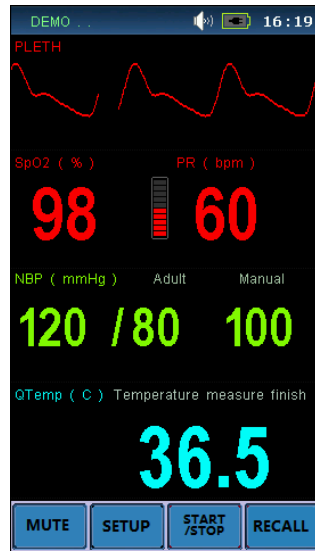 DEMO . . 16:19
PLETH
SpO2 ( % ) PR ( bpm )
98 60
NBP ( mmHg ) Adult Manual
120 / 80 100
QTemp ( C ) Temperature measure finish
36.5
MUTE SETUP START /STOP RECALL